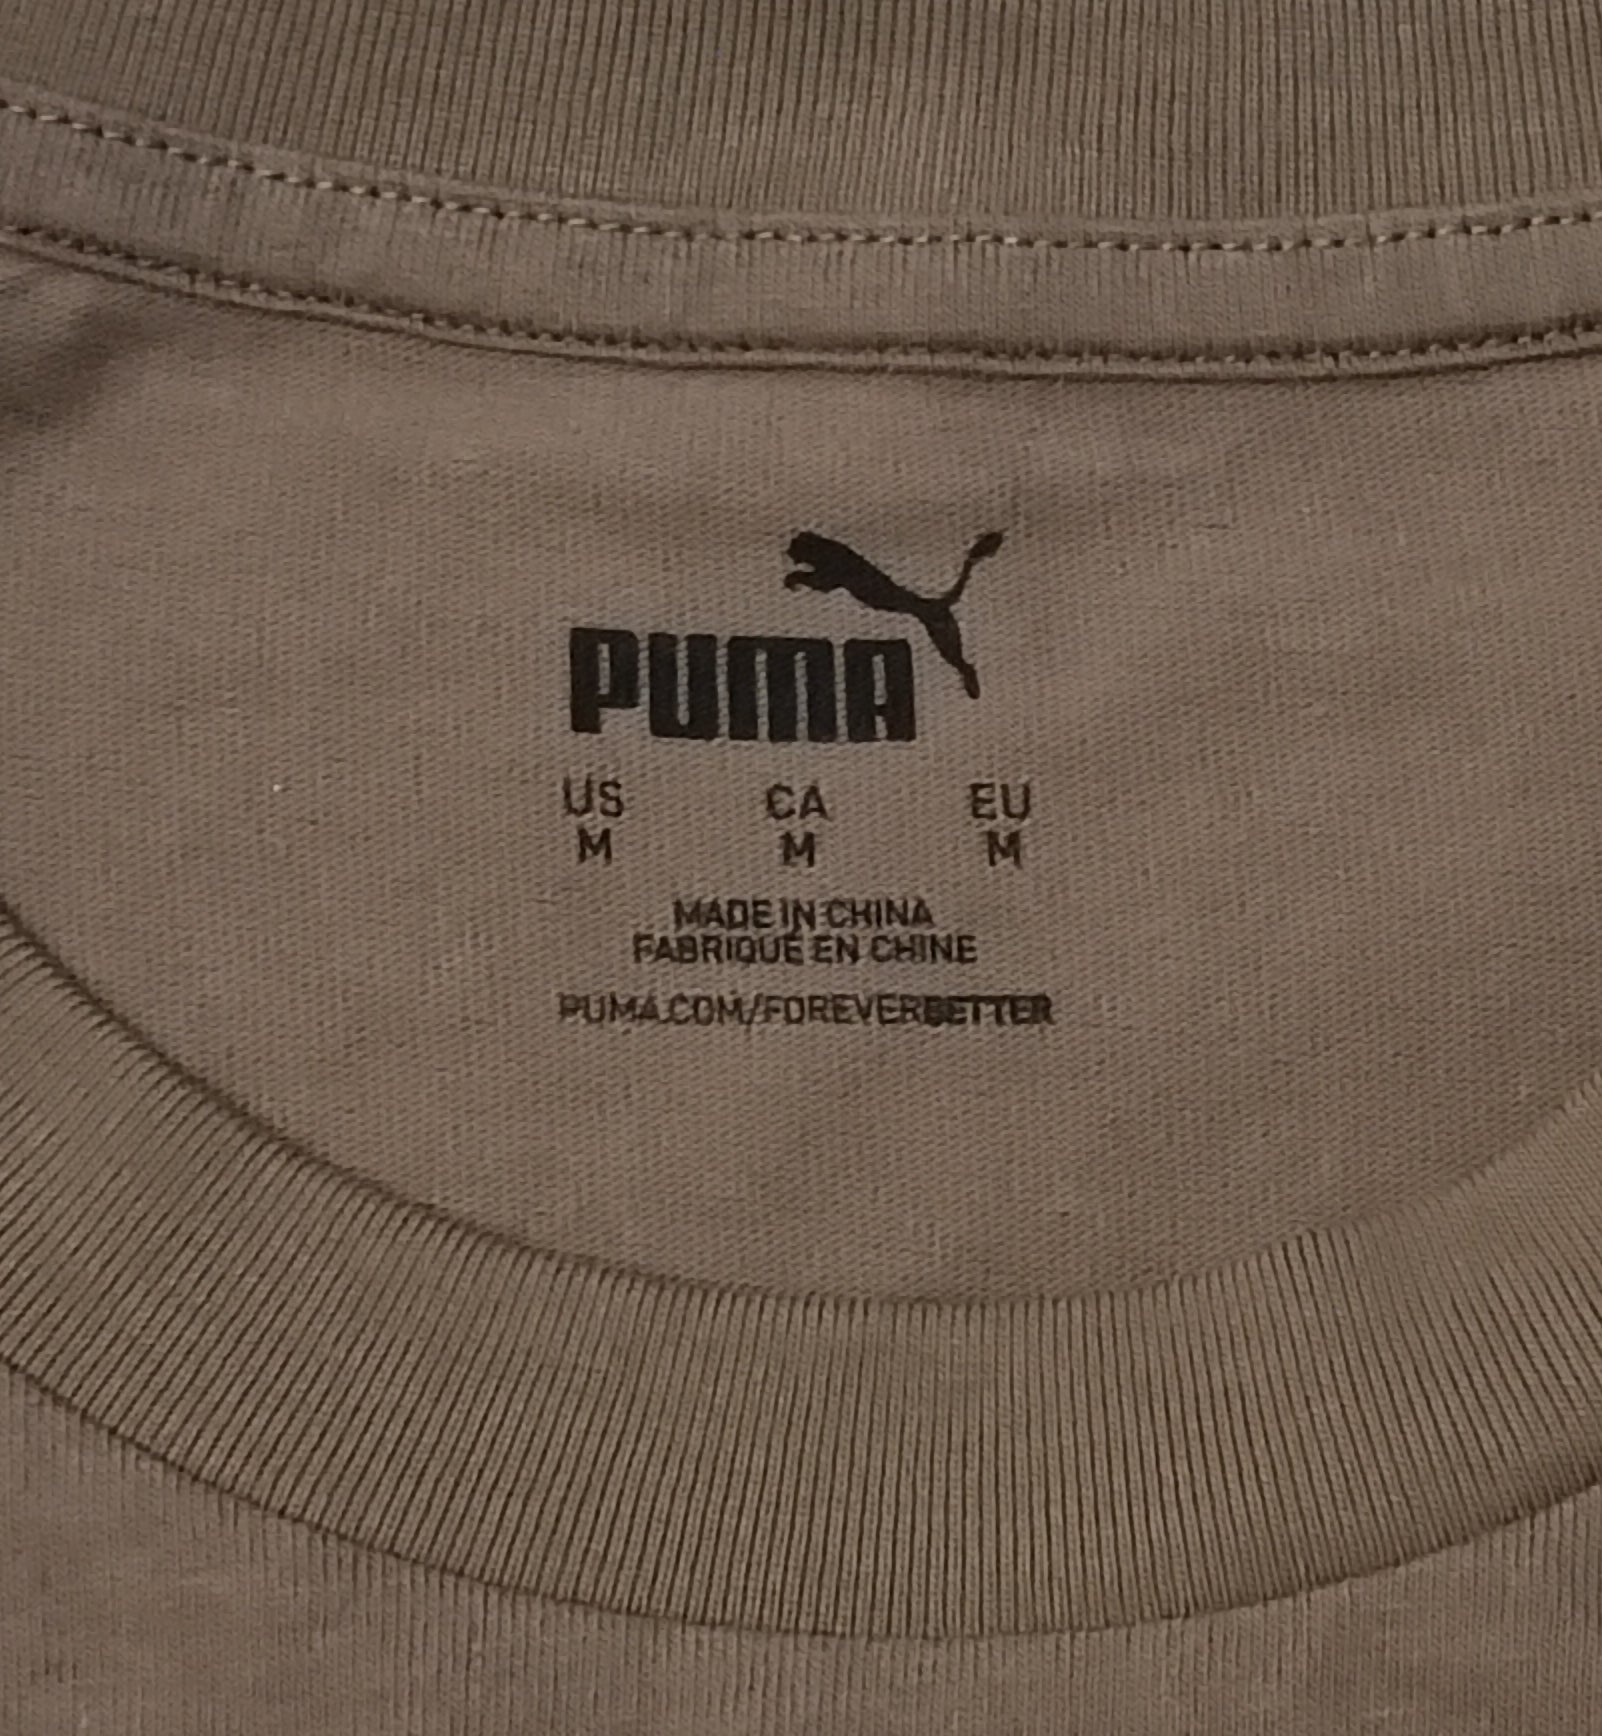 PUMA
US CA EU
M M M
MADE IN CHINA
FABRIQUÉ EN CHINE
PUMA.COM/FOREVERBETTER